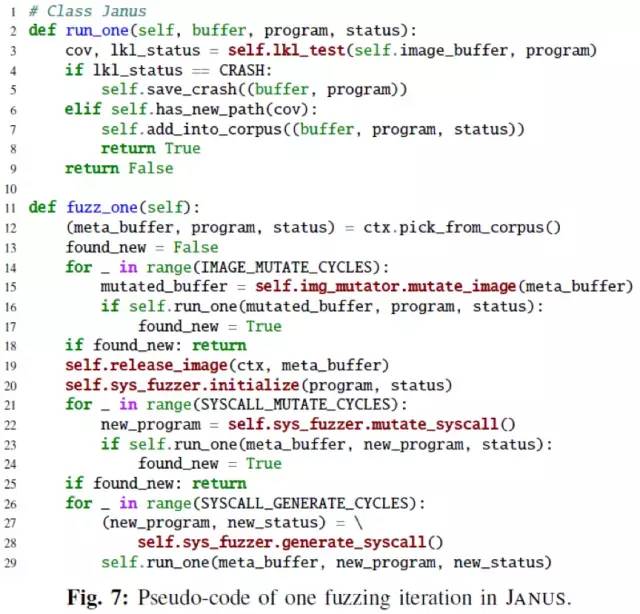 1 # Class Janus
2 def run_one(self, buffer, program, status):
3     cov, lkl_status = self.lkl_test(self.image_buffer, program)
4     if lkl_status == CRASH:
5         self.save_crash((buffer, program))
6     elif self.has_new_path(cov):
7         self.add_into_corpus((buffer, program, status))
8         return True
9     return False
10
11 def fuzz_one(self):
12     (meta_buffer, program, status) = ctx.pick_from_corpus()
13     found_new = False
14     for _ in range(IMAGE_MUTATE_CYCLES):
15         mutated_buffer = self.img_mutator.mutate_image(meta_buffer)
16         if self.run_one(mutated_buffer, program, status):
17             found_new = True
18     if found_new: return
19     self.release_image(ctx, meta_buffer)
20     self.sys_fuzzer.initialize(program, status)
21     for _ in range(SYSCALL_MUTATE_CYCLES):
22         new_program = self.sys_fuzzer.mutate_syscall()
23         if self.run_one(meta_buffer, new_program, status):
24             found_new = True
25     if found_new: return
26     for _ in range(SYSCALL_GENERATE_CYCLES):
27         (new_program, new_status) = \
28             self.sys_fuzzer.generate_syscall()
29         self.run_one(meta_buffer, new_program, new_status)
Fig. 7: Pseudo-code of one fuzzing iteration in JANUS.